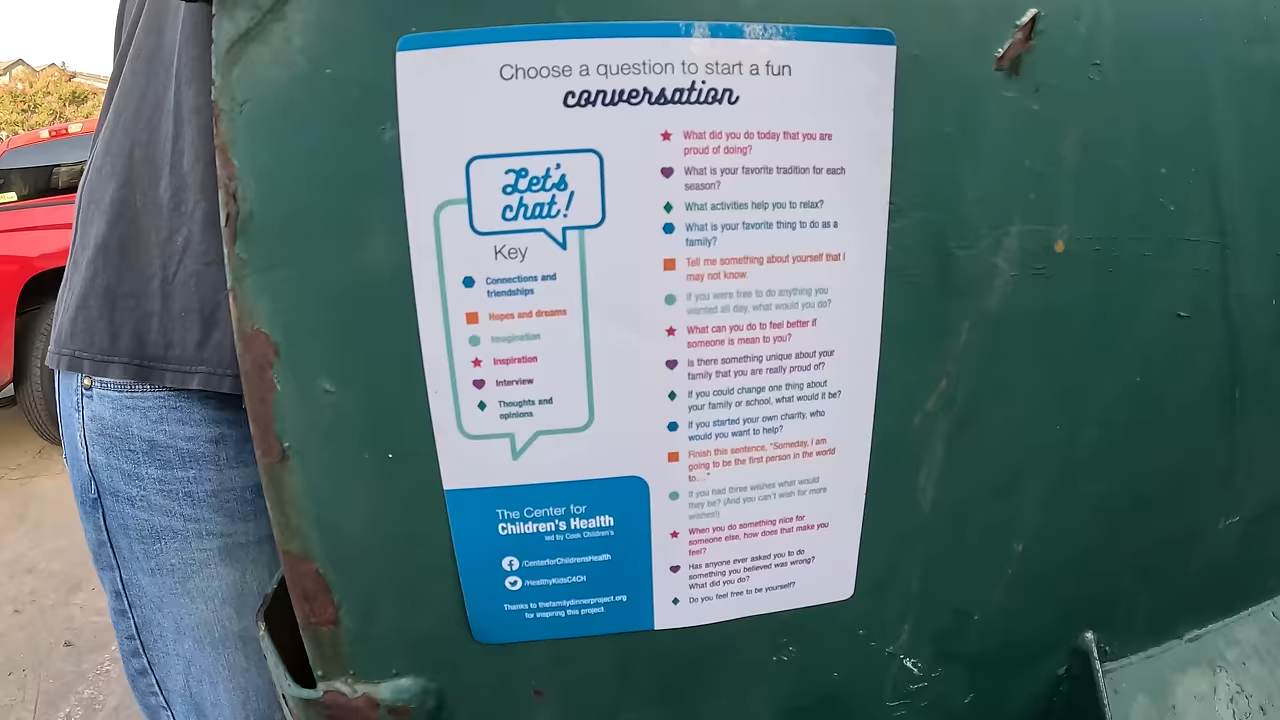 Choose a question to start a fun
conversation
Let's
chat!
Key
Connections and
friendships
Hopes and dreams
Imagination
Inspiration
Interview
Thoughts and
opinions
What did you do today that you are
proud of doing?
What is your favorite tradition for each
season?
What activities help you to relax?
What is your favorite thing to do as a
family?
Tell me something about yourself that I
may not know.
If you were free to do anything you
wanted all day, what would you do?
What can you do to feel better if
someone is mean to you?
Is there something unique about your
family that you are really proud of?
If you could change one thing about
your family or school, what would it be?
If you started your own charity, who
would you want to help?
Finish this sentence, "Someday, I am
going to be the first person in the world
to...."
If you had three wishes what would
they be? (And you can't wish for more
wishes!)
When you do something nice for
someone else, how does that make you
feel?
Has anyone ever asked you to do
something you believed was wrong?
What did you do?
Do you feel free to be yourself?
The Center for
Children's Health
led by Cook Children's
/CenterforChildrensHealth
/HealthyKidsC4CH
Thanks to thefamilydinnerproject.org
for inspiring this project.